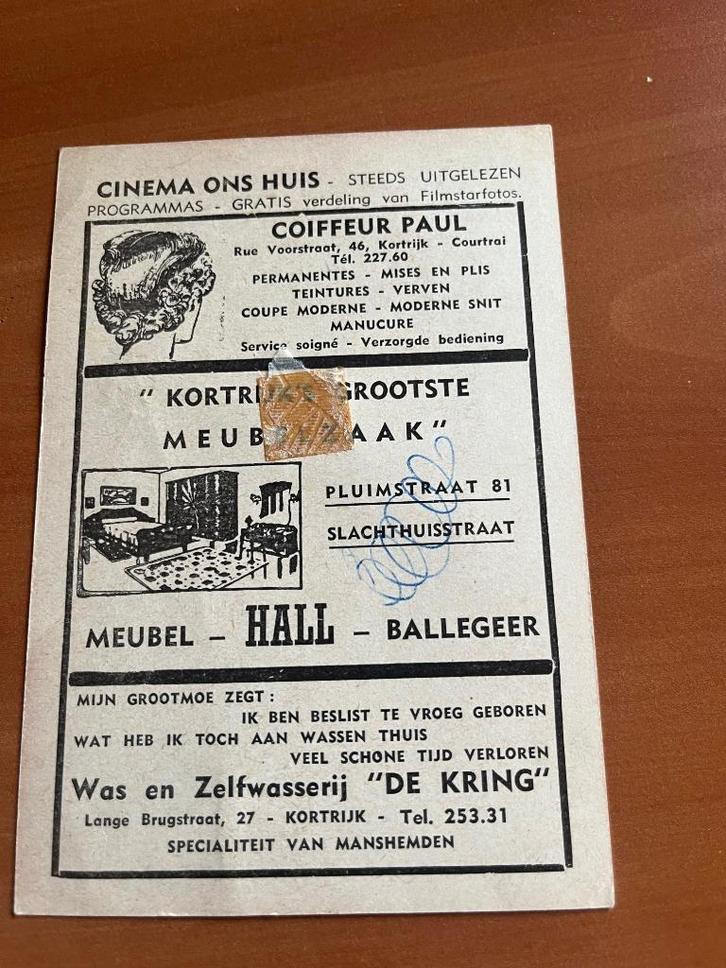 CINEMA ONS HUIS - STEEDS UITGELEZEN
PROGRAMMAS - GRATIS verdeling van Filmstarfotos.
COIFFEUR PAUL
Rue Voorstraat, 46, Kortrijk - Courtrai
Tél. 227.60
PERMANENTES - MISES EN PLIS
TEINTURES - VERVEN
COUPE MODERNE - MODERNE SNIT
MANUCURE
Service soigné - Verzorgde bediening
" KORTRIJK'S GROOTSTE
MEUBELZAAK "
PLUIMSTRAAT 81
SLACHTHUISSTRAAT
MEUBEL - HALL - BALLEGEER
MIJN GROOTMOE ZEGT :
IK BEN BESLIST TE VROEG GEBOREN
WAT HEB IK TOCH AAN WASSEN THUIS
VEEL SCHONE TIJD VERLOREN
Was en Zelfwasserij "DE KRING"
Lange Brugstraat, 27 - KORTRIJK - Tel. 253.31
SPECIALITEIT VAN MANSHEMDEN